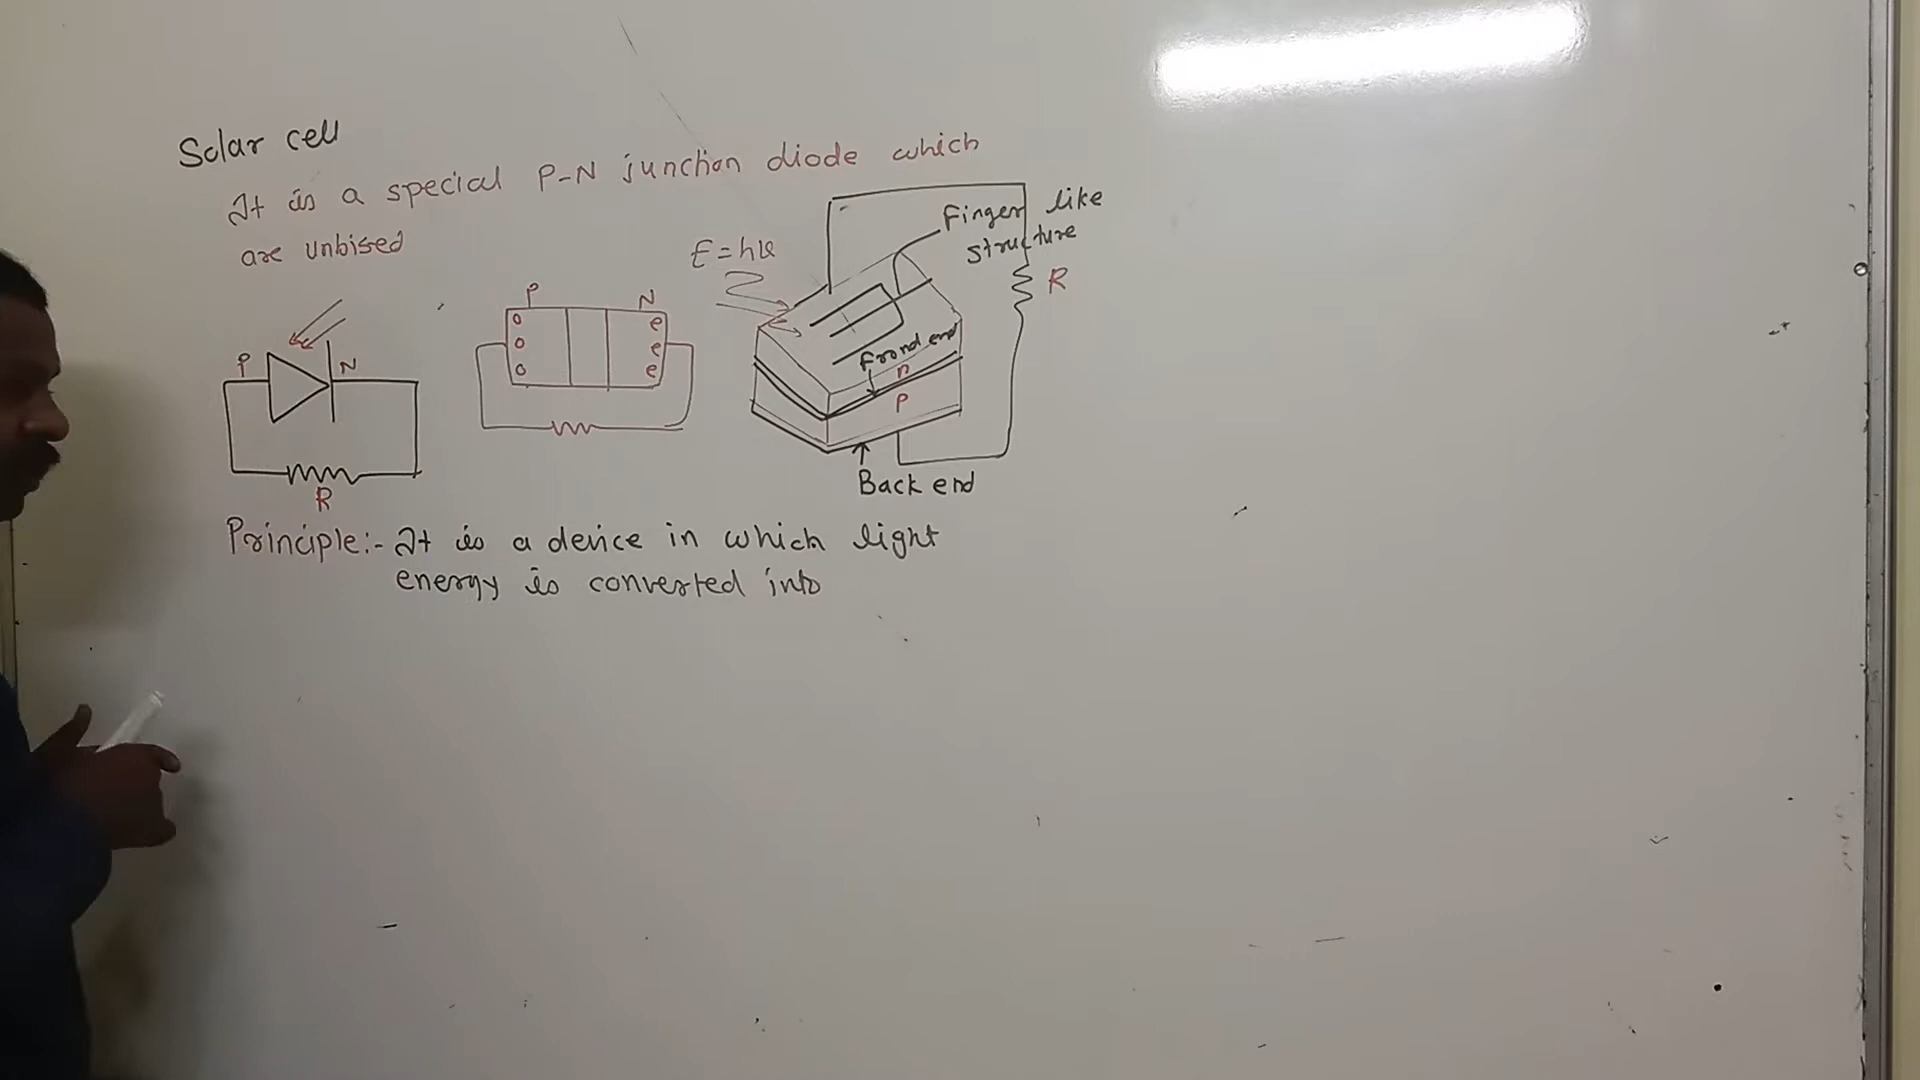 Solar cell
It is a special P-N junction diode which
are unbised
Finger like
structure
E=hυ
R
P
N
P
N
o
o
o
e
e
e
frond end
n
P
R
Back end
Principle:- It is a device in which light
energy is converted into